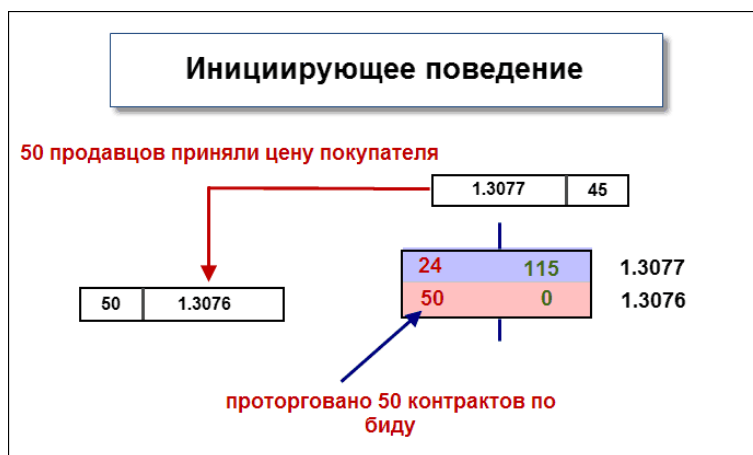 Инициирующее поведение
50 продавцов приняли цену покупателя
1.3077 45
24 115 1.3077
50 1.3076
50 0 1.3076
проторговано 50 контрактов по
биду